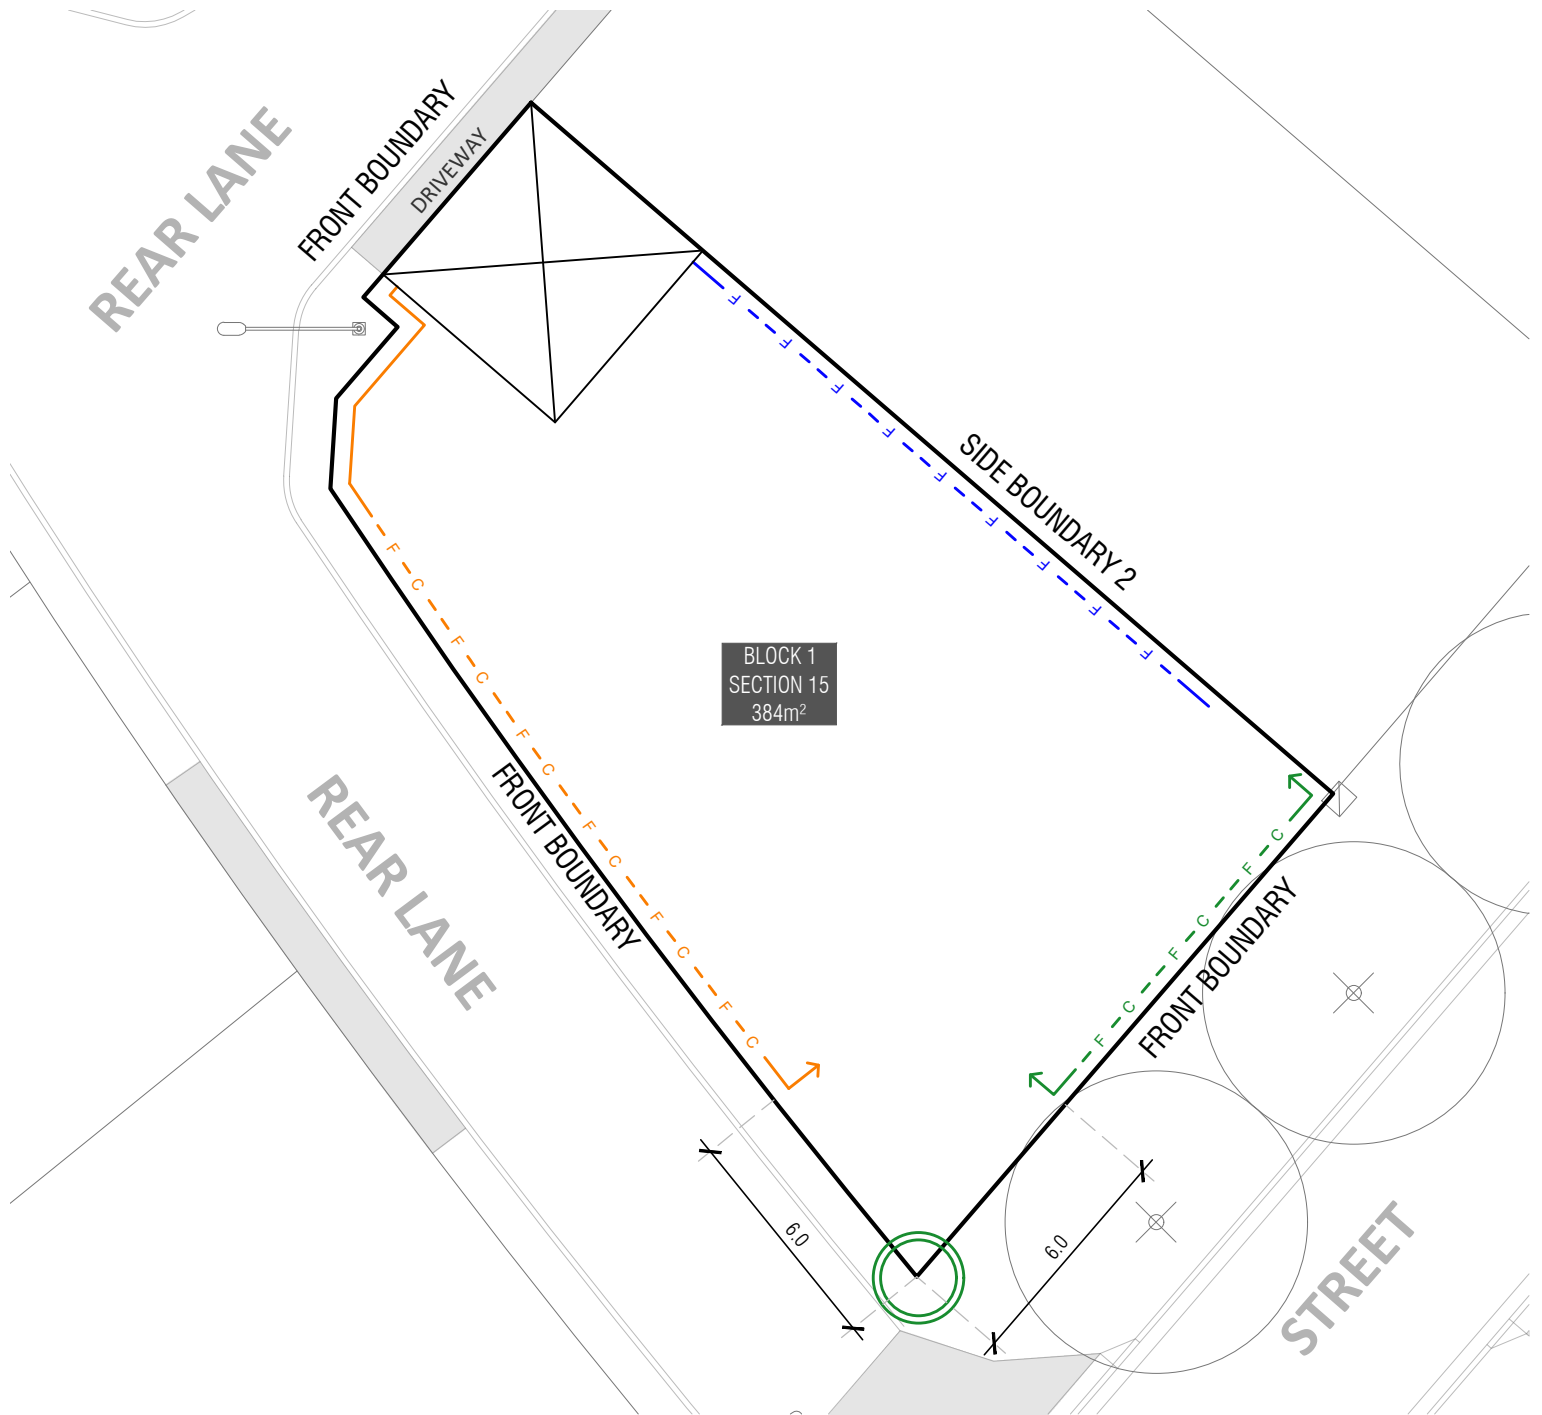 REAR LANE
FRONT BOUNDARY
DRIVEWAY
F
F
F
F
F
F
F
F
F
SIDE BOUNDARY 2
F
C
F
C
F
C
F
C
F
C
F
C
BLOCK 1
SECTION 15
384m²
FRONT BOUNDARY
REAR LANE
C
F
C
F
C
F
FRONT BOUNDARY
6.0
6.0
STREET